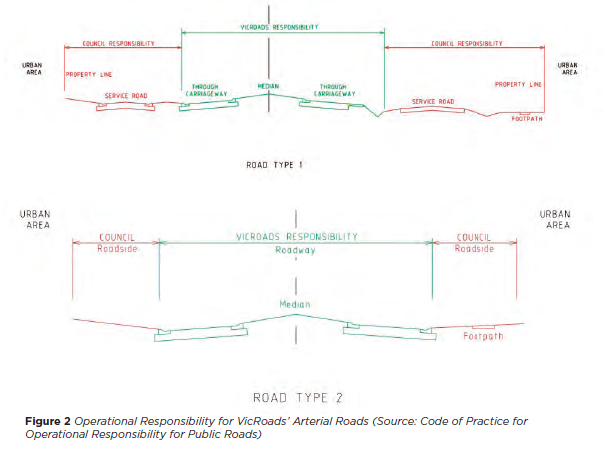 VICROADS RESPONSIBILITY
COUNCIL RESPONSIBILITY
COUNCIL RESPONSIBILITY
URBAN
AREA
URBAN
AREA
PROPERTY LINE
PROPERTY LINE
SERVICE ROAD
THROUGH
CARRIAGEWAY
MEDIAN
THROUGH
CARRIAGEWAY
SERVICE ROAD
FOOTPATH
ROAD TYPE 1
URBAN
AREA
URBAN
AREA
COUNCIL
Roadside
VICROADS RESPONSIBILITY
Roadway
COUNCIL
Roadside
Median
Footpath
ROAD TYPE 2
Figure 2 Operational Responsibility for VicRoads' Arterial Roads (Source: Code of Practice for
Operational Responsibility for Public Roads)